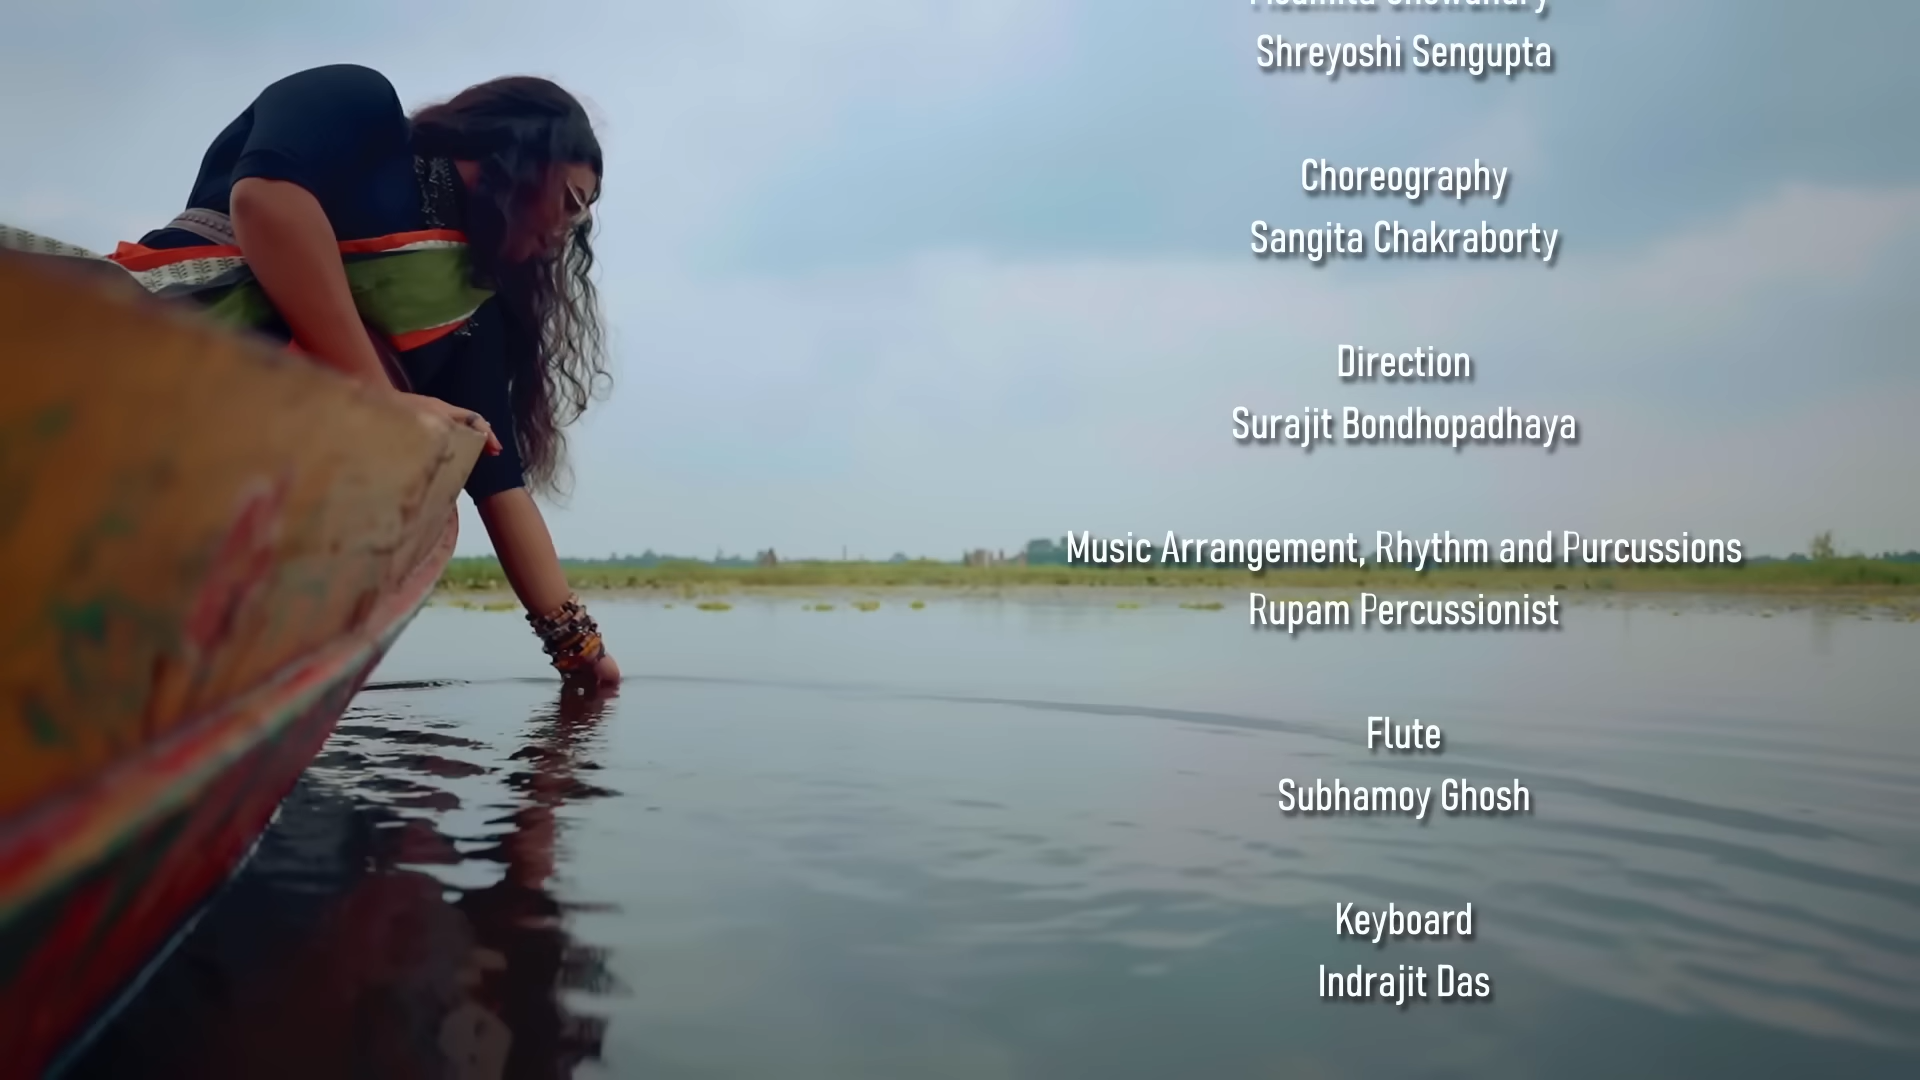 Shreyoshi Sengupta
Choreography
Sangita Chakraborty
Direction
Surajit Bondhopadhaya
Music Arrangement, Rhythm and Purcussions
Rupam Percussionist
Flute
Subhamoy Ghosh
Keyboard
Indrajit Das